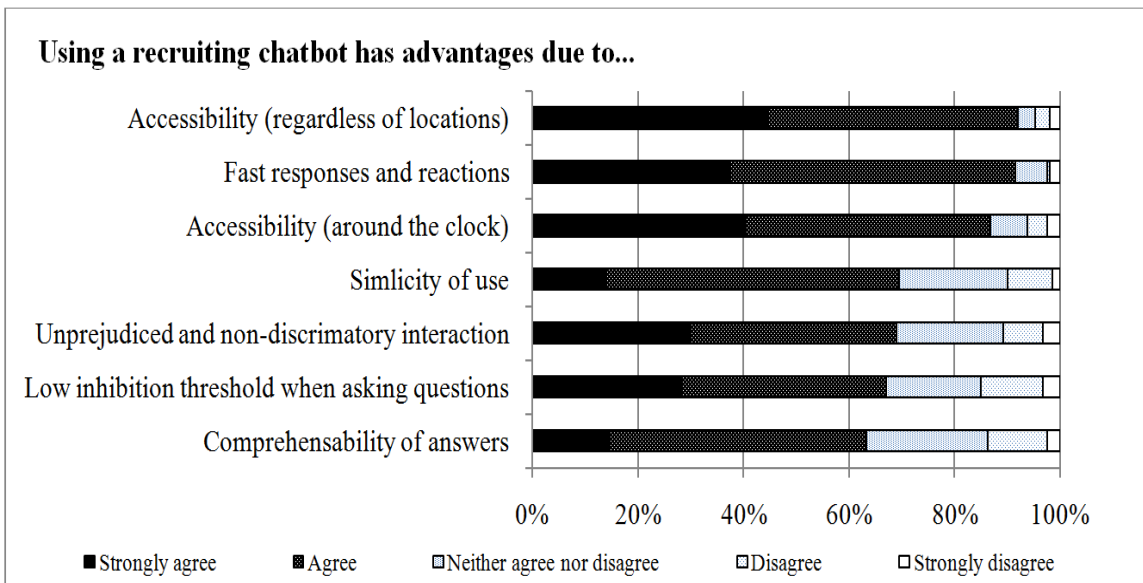 Using a recruiting chatbot has advantages due to...
Accessibility (regardless of locations)
Fast responses and reactions
Accessibility (around the clock)
Simlicity of use
Unprejudiced and non-discrimatory interaction
Low inhibition threshold when asking questions
Comprehensability of answers
0% 20% 40% 60% 80% 100%
Strongly agree Agree Neither agree nor disagree Disagree Strongly disagree